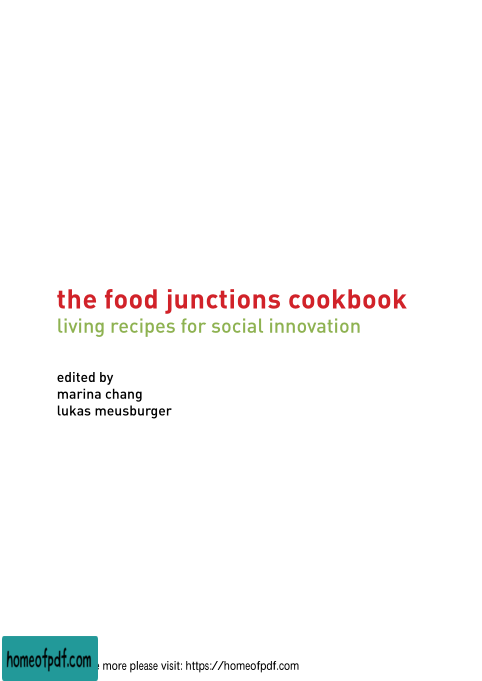 the food junctions cookbook
living recipes for social innovation
edited by
marina chang
lukas meusburger
homeofpdf.com
more please visit: https://homeofpdf.com